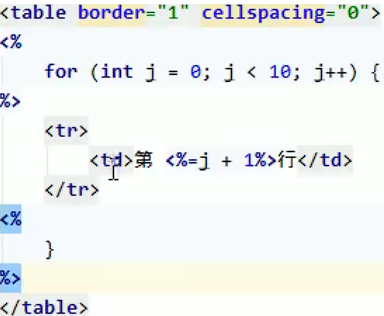 <table border="1" cellspacing="0">
<%
    for (int j = 0; j < 10; j++) {
%>
    <tr>
        <td>第 <%=j + 1%>行</td>
    </tr>
<%
    }
%>
</table>